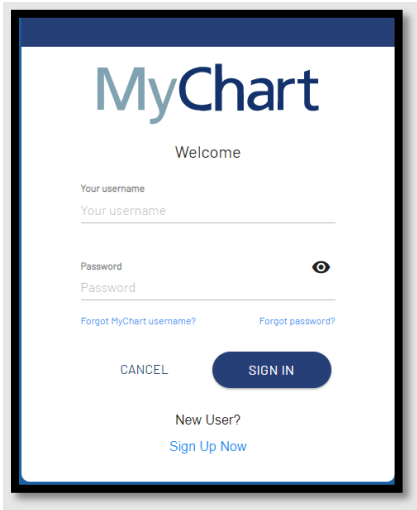 MyChart
Welcome
Your username
Your username
Password
Password
Forgot MyChart username? Forgot password?
CANCEL SIGN IN
New User?
Sign Up Now